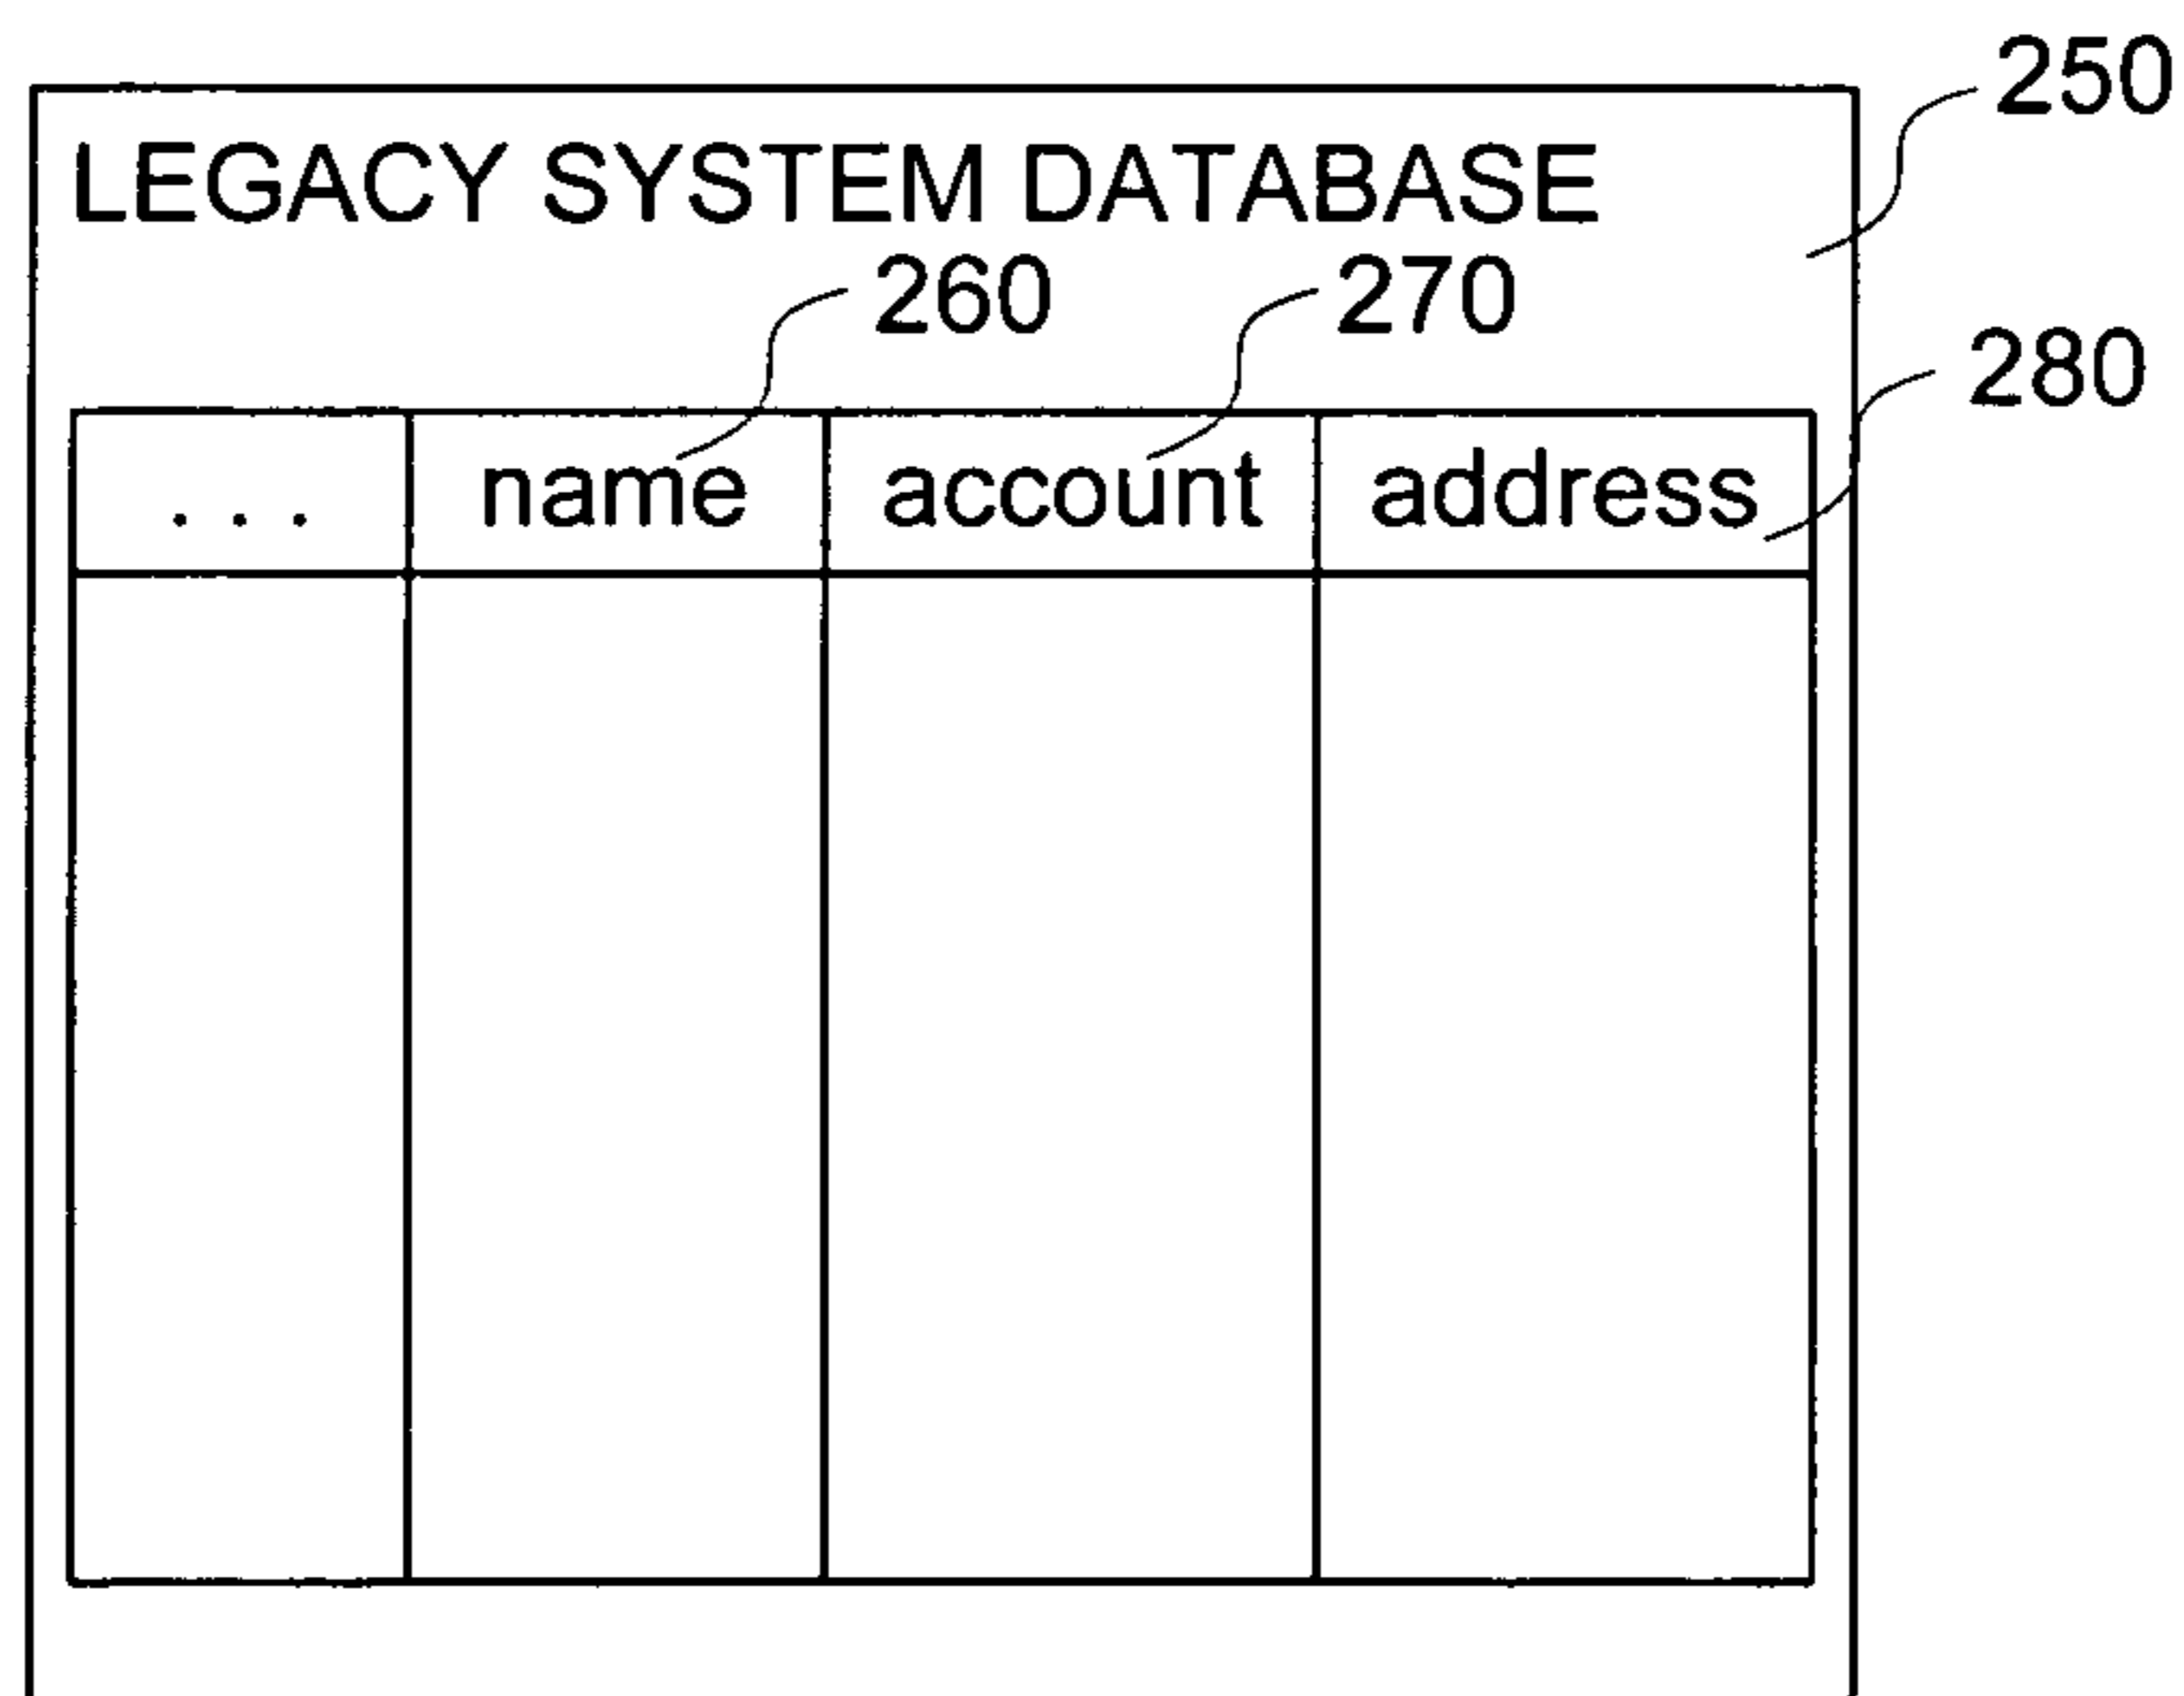 250
LEGACY SYSTEM DATABASE
260 270
280
. . . name account address